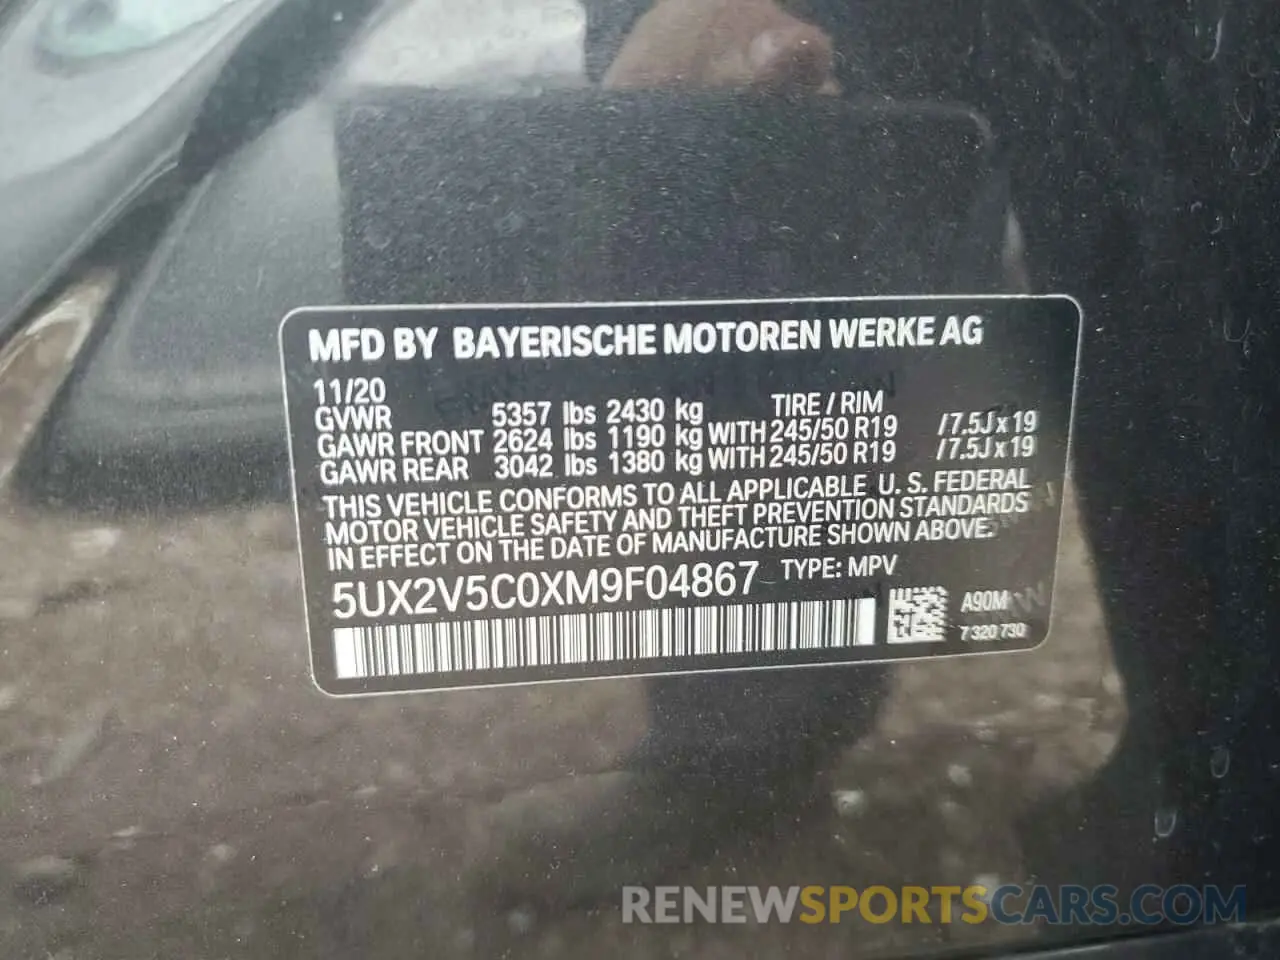 MFD BY BAYERISCHE MOTOREN WERKE AG
11/20
GVWR 5357 lbs 2430 kg TIRE / RIM
GAWR FRONT 2624 lbs 1190 kg WITH 245/50 R19 /7.5J x 19
GAWR REAR 3042 lbs 1380 kg WITH 245/50 R19 /7.5J x 19
THIS VEHICLE CONFORMS TO ALL APPLICABLE U. S. FEDERAL
MOTOR VEHICLE SAFETY AND THEFT PREVENTION STANDARDS
IN EFFECT ON THE DATE OF MANUFACTURE SHOWN ABOVE.
5UX2V5C0XM9F04867 TYPE: MPV
A90M
7 320 730
RENEWSPORTSCARS.COM